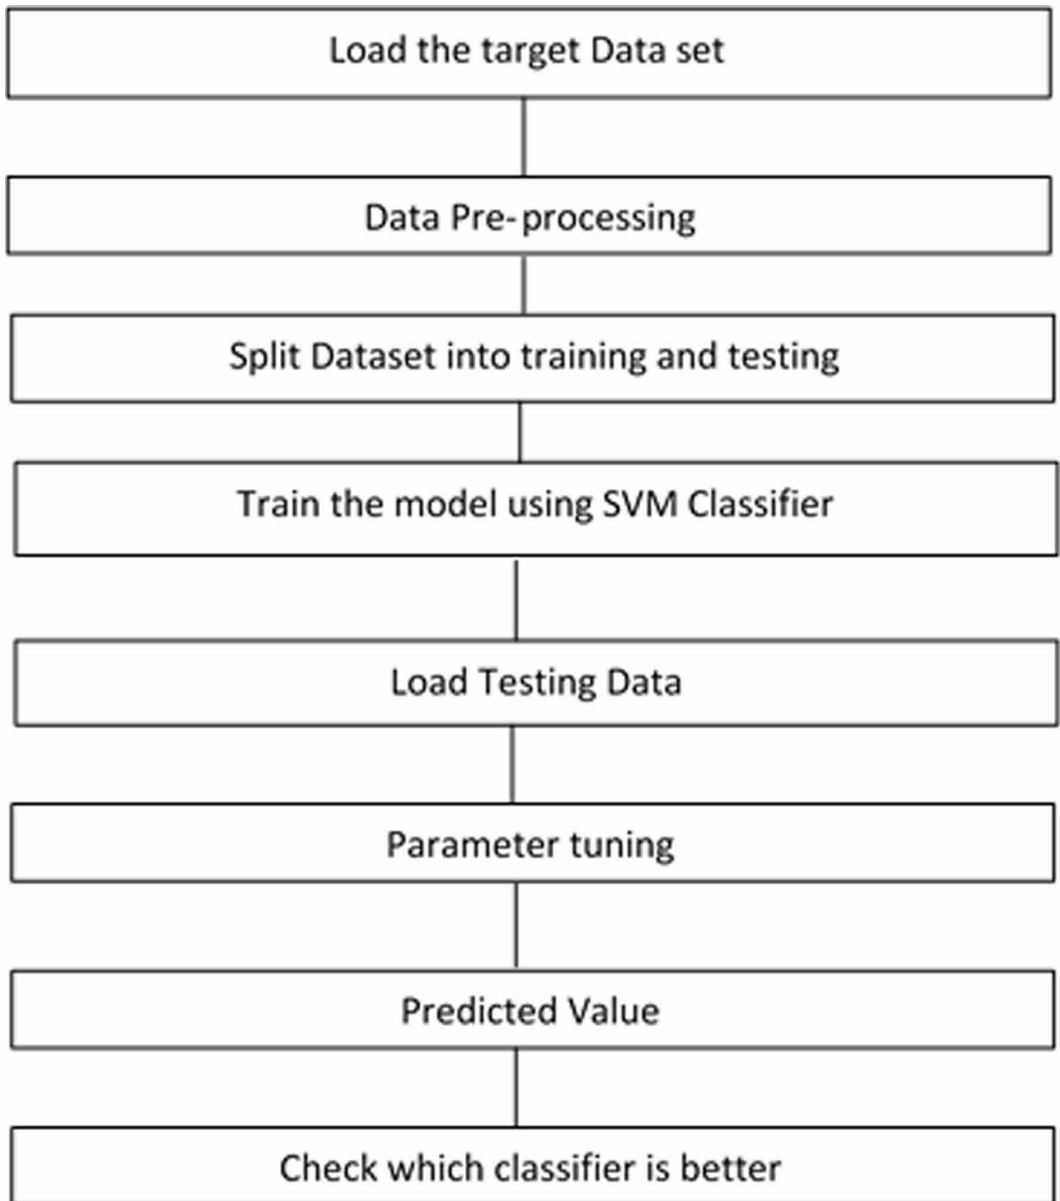 Load the target Data set
Data Pre-processing
Split Dataset into training and testing
Train the model using SVM Classifier
Load Testing Data
Parameter tuning
Predicted Value
Check which classifier is better